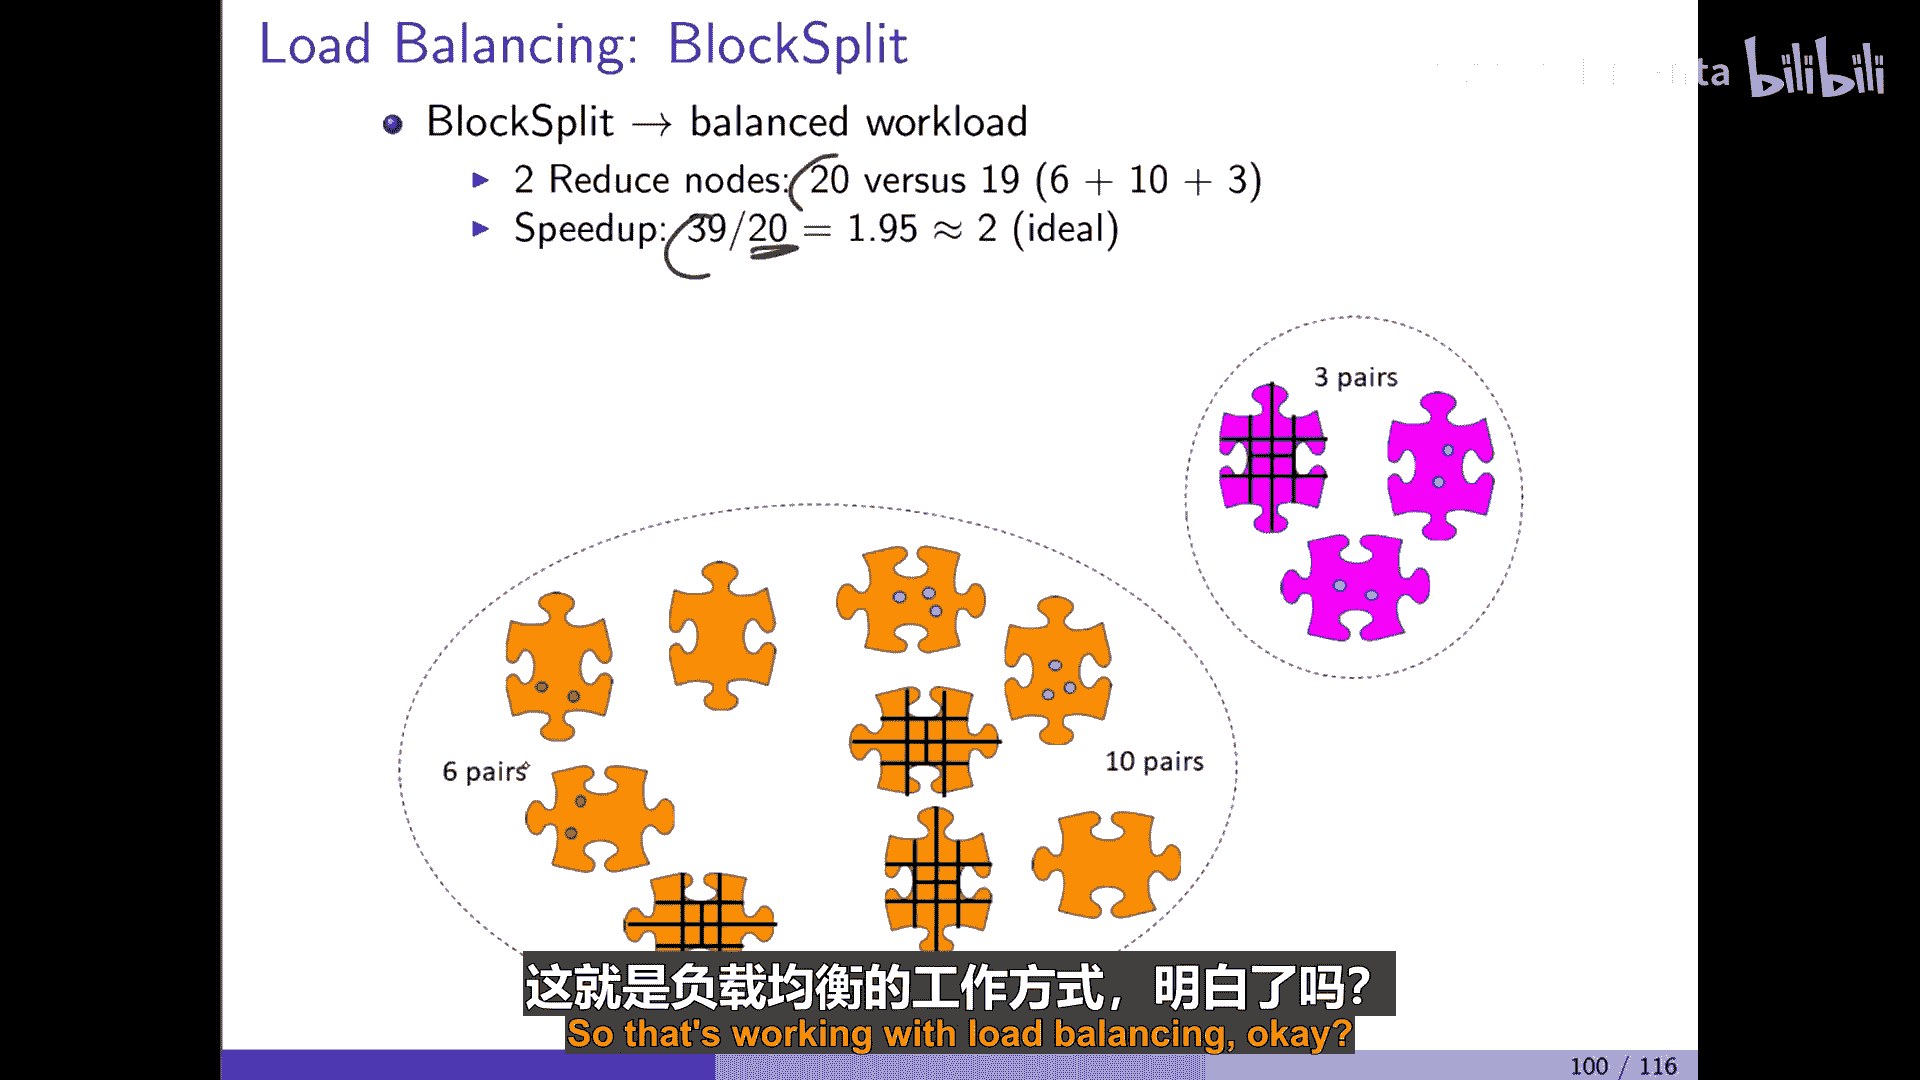 Load Balancing: BlockSplit
bilibili
BlockSplit → balanced workload
2 Reduce nodes: 20 versus 19 (6 + 10 + 3)
Speedup: 39/20 = 1.95 ≈ 2 (ideal)
3 pairs
6 pairs
10 pairs
这就是负载均衡的工作方式，明白了吗？
So that's working with load balancing, okay?
100 / 116